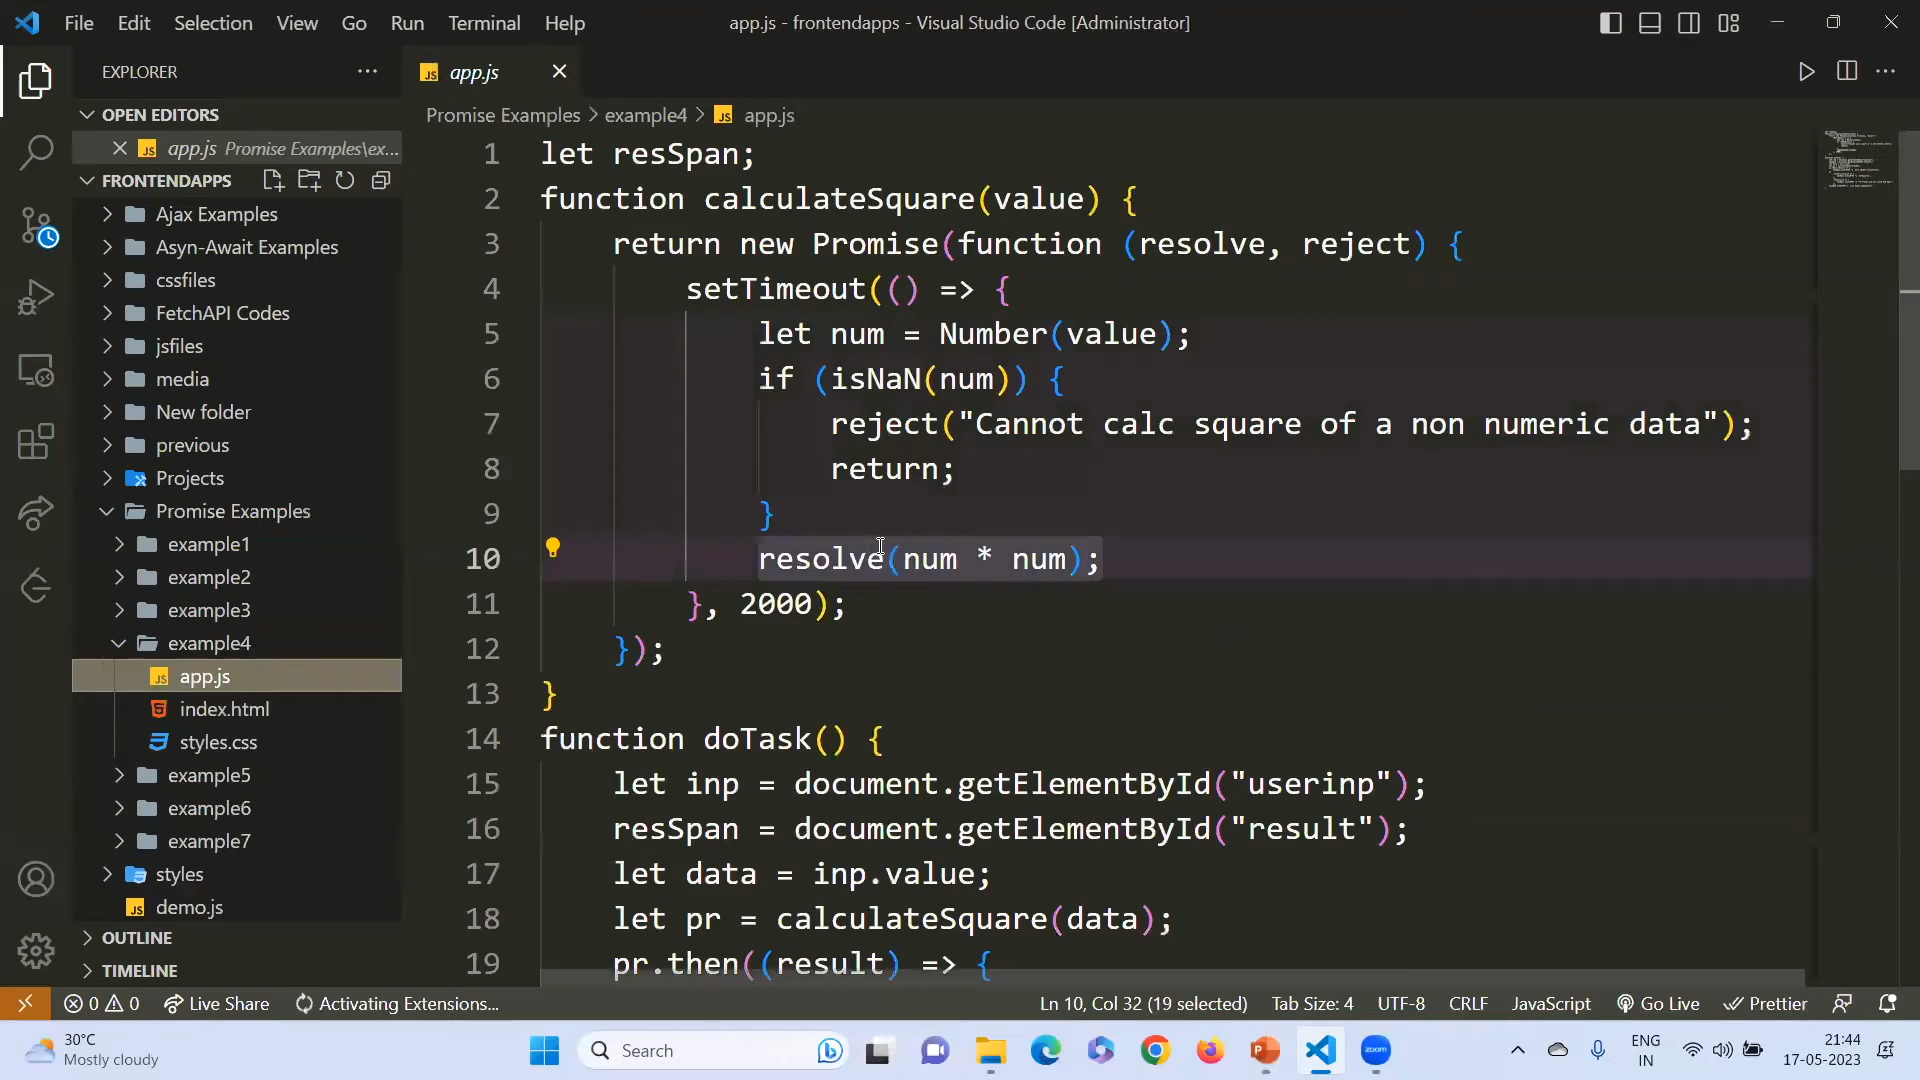 File Edit Selection View Go Run Terminal Help
app.js - frontendapps - Visual Studio Code [Administrator]
EXPLORER
app.js
OPEN EDITORS
app.js Promise Examples\ex...
FRONTENDAPPS
Ajax Examples
Asyn-Await Examples
cssfiles
FetchAPI Codes
jsfiles
media
New folder
previous
Projects
Promise Examples
example1
example2
example3
example4
app.js
index.html
styles.css
example5
example6
example7
styles
demo.js
OUTLINE
TIMELINE
Promise Examples > example4 > app.js
1 let resSpan;
2 function calculateSquare(value) {
3 return new Promise(function (resolve, reject) {
4 setTimeout(() => {
5 let num = Number(value);
6 if (isNaN(num)) {
7 reject("Cannot calc square of a non numeric data");
8 return;
9 }
10 resolve(num * num);
11 }, 2000);
12 });
13 }
14 function doTask() {
15 let inp = document.getElementById("userinp");
16 resSpan = document.getElementById("result");
17 let data = inp.value;
18 let pr = calculateSquare(data);
19 pr.then((result) => {
0 0 Live Share Activating Extensions... Ln 10, Col 32 (19 selected) Tab Size: 4 UTF-8 CRLF JavaScript Go Live Prettier
30°C
Mostly cloudy
Search
zoom
ENG
IN
21:44
17-05-2023